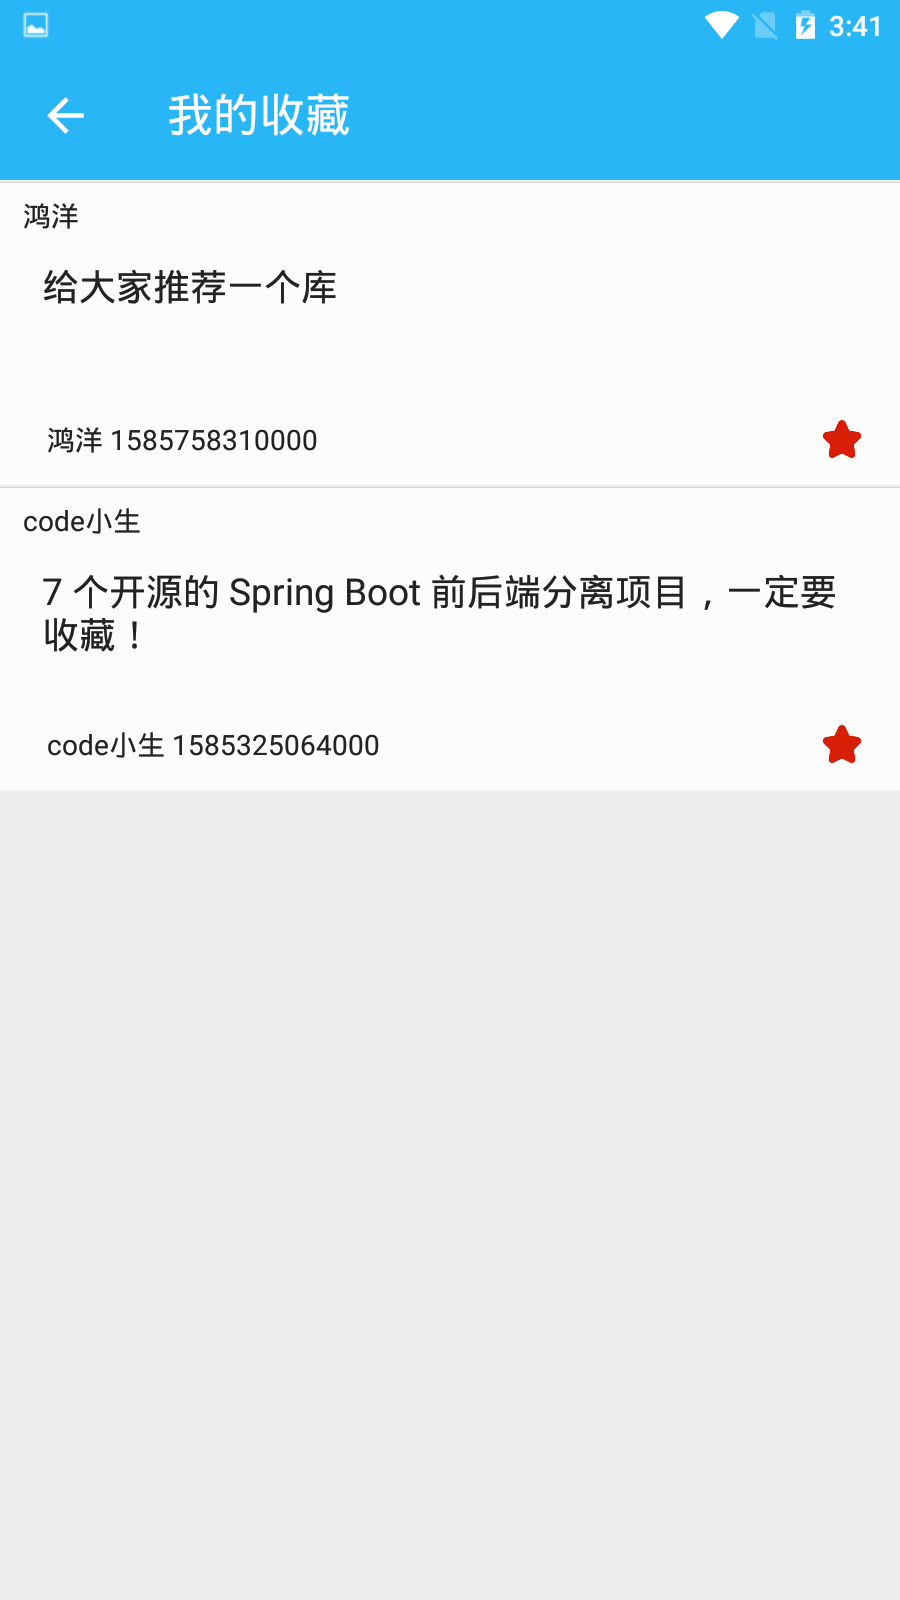 3:41
我的收藏
鸿洋
给大家推荐一个库
鸿洋 1585758310000
code小生
7 个开源的 Spring Boot 前后端分离项目，一定要
收藏！
code小生 1585325064000